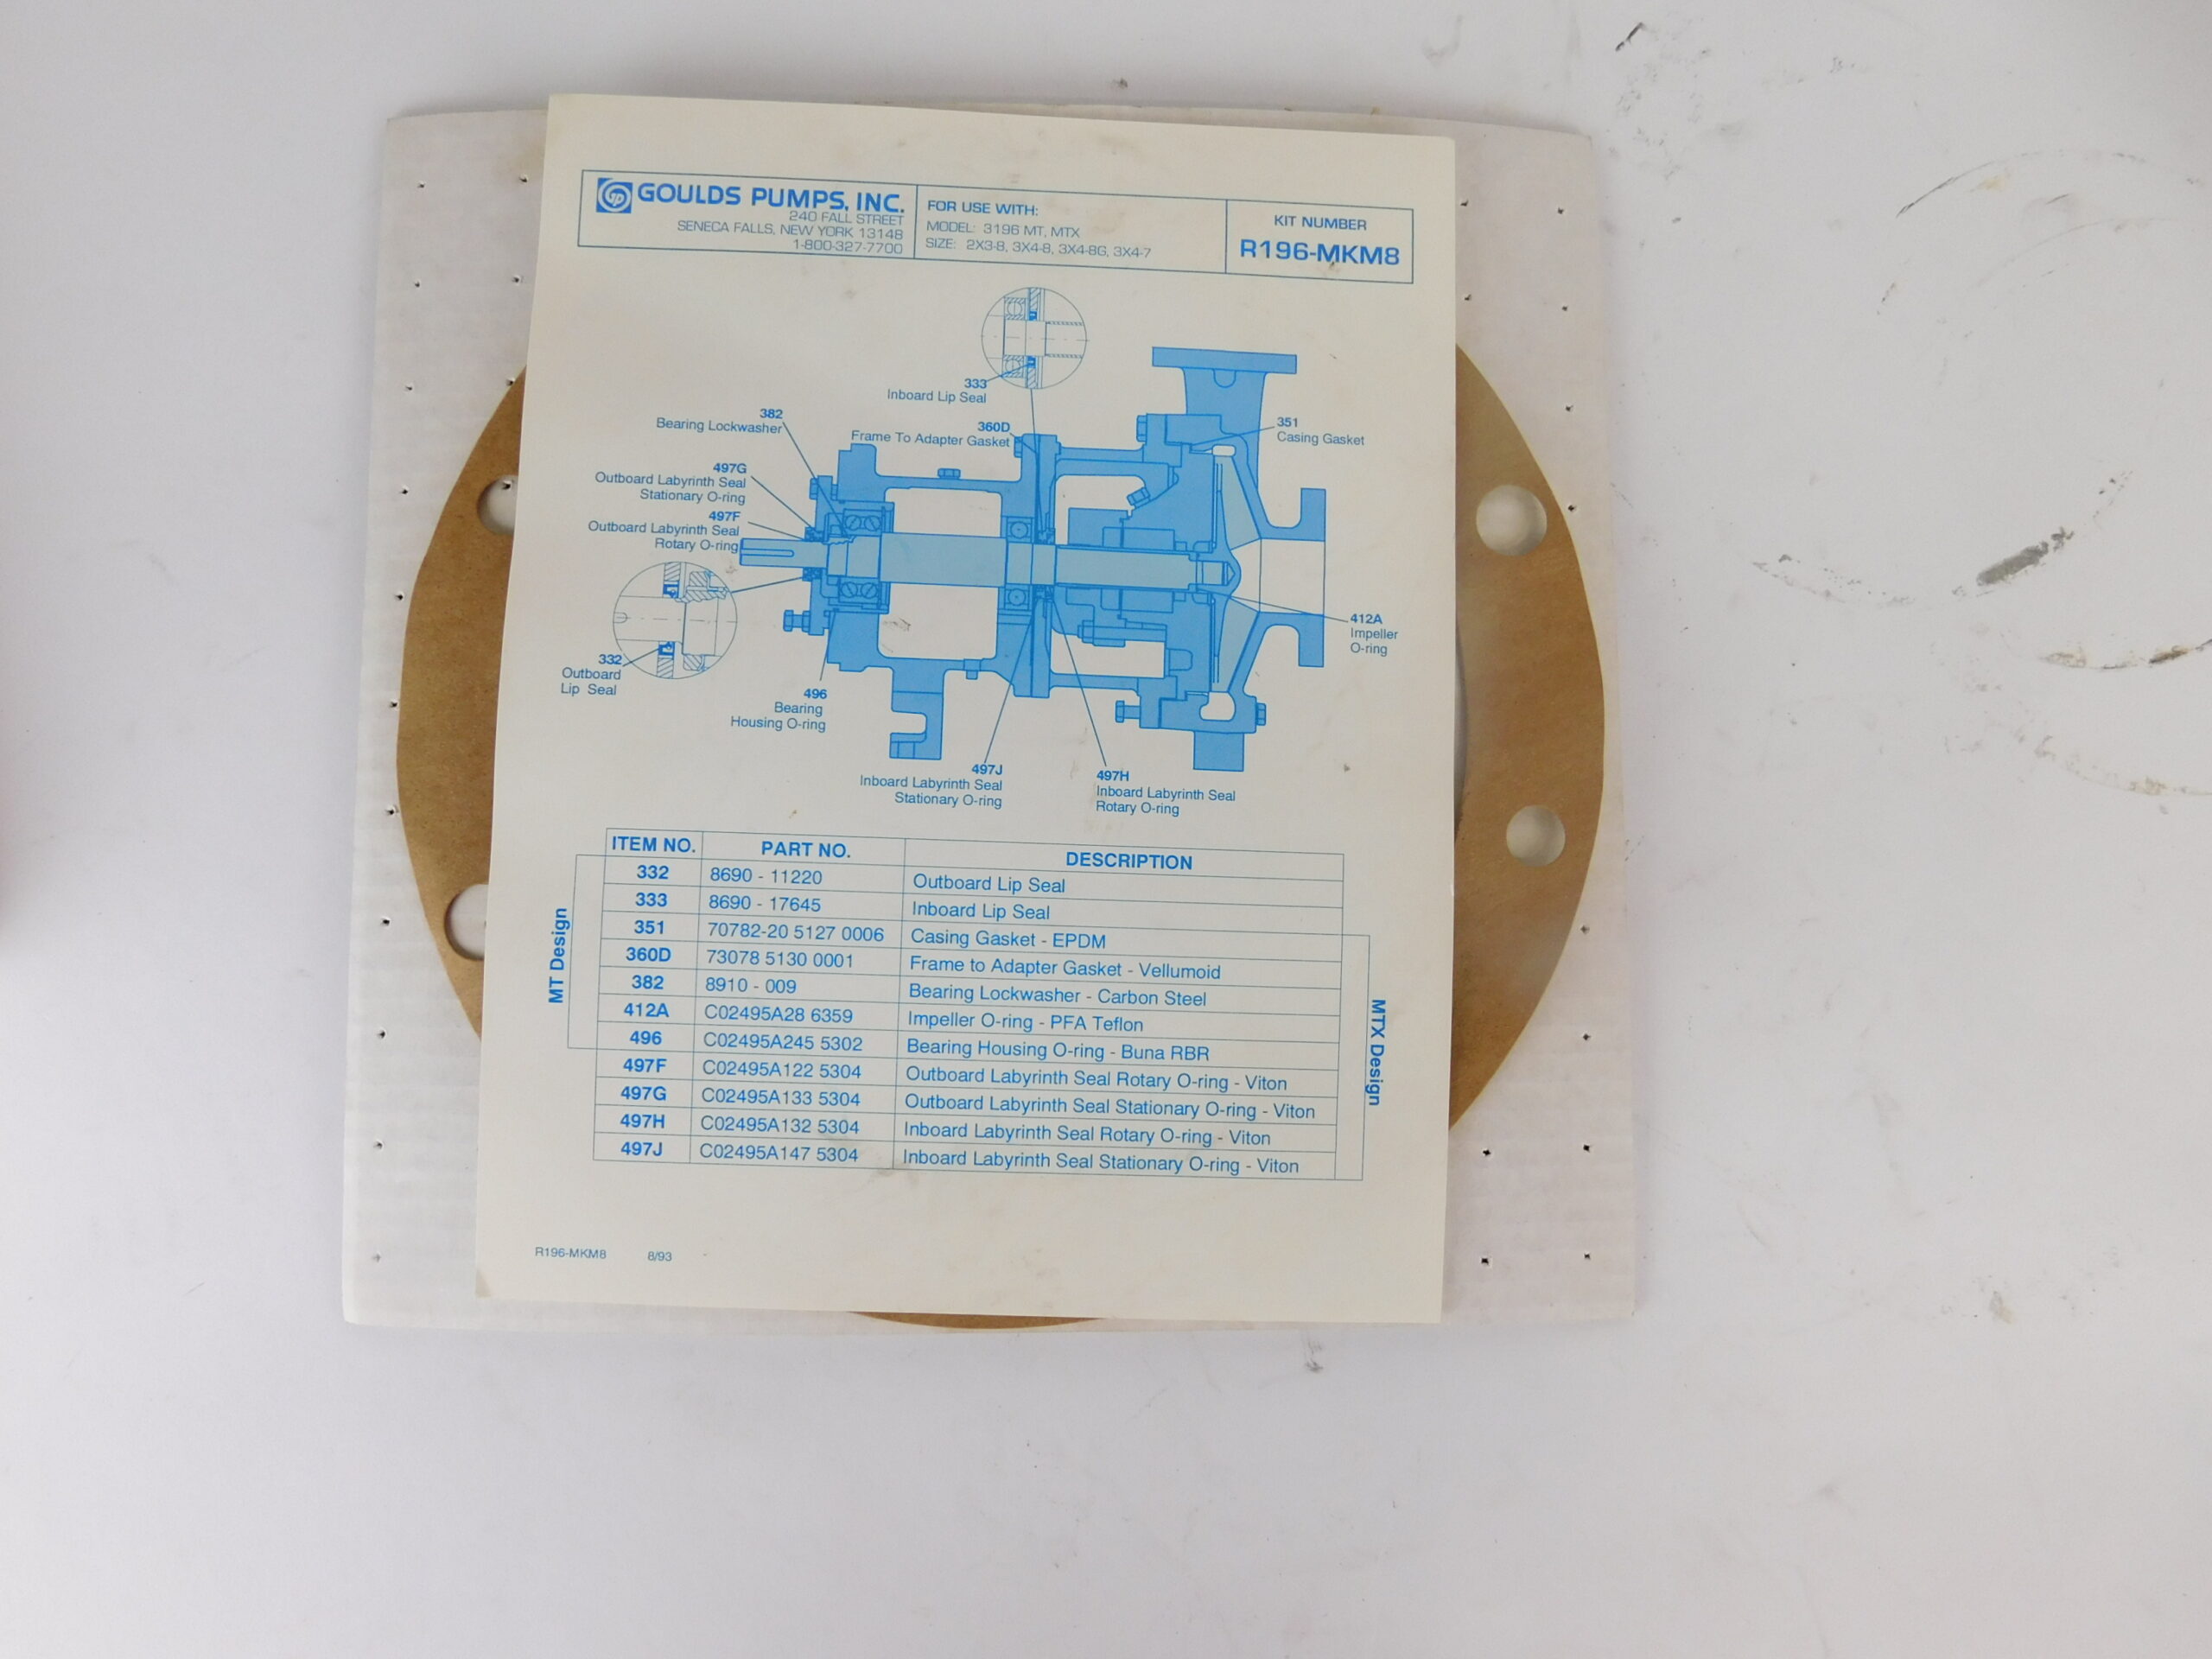 GOULDS PUMPS, INC.
240 FALL STREET
SENECA FALLS, NEW YORK 13148
1-800-327-7700
FOR USE WITH:
MODEL: 3196 MT, MTX
SIZE: 2X3-8, 3X4-8, 3X4-8G, 3X4-7
KIT NUMBER
R196-MKM8
333
Inboard Lip Seal
382
Bearing Lockwasher
360D
Frame To Adapter Gasket
351
Casing Gasket
497G
Outboard Labyrinth Seal
Stationary O-ring
497F
Outboard Labyrinth Seal
Rotary O-ring
332
Outboard
Lip Seal
496
Bearing
Housing O-ring
412A
Impeller
O-ring
497J
Inboard Labyrinth Seal
Stationary O-ring
497H
Inboard Labyrinth Seal
Rotary O-ring
ITEM NO. PART NO. DESCRIPTION
332 8690 - 11220 Outboard Lip Seal
333 8690 - 17645 Inboard Lip Seal
351 70782-20 5127 0006 Casing Gasket - EPDM
360D 73078 5130 0001 Frame to Adapter Gasket - Vellumoid
382 8910 - 009 Bearing Lockwasher - Carbon Steel
412A C02495A28 6359 Impeller O-ring - PFA Teflon
496 C02495A245 5302 Bearing Housing O-ring - Buna RBR
497F C02495A122 5304 Outboard Labyrinth Seal Rotary O-ring - Viton
497G C02495A133 5304 Outboard Labyrinth Seal Stationary O-ring - Viton
497H C02495A132 5304 Inboard Labyrinth Seal Rotary O-ring - Viton
497J C02495A147 5304 Inboard Labyrinth Seal Stationary O-ring - Viton
MT Design
MTX Design
R196-MKM8 8/93